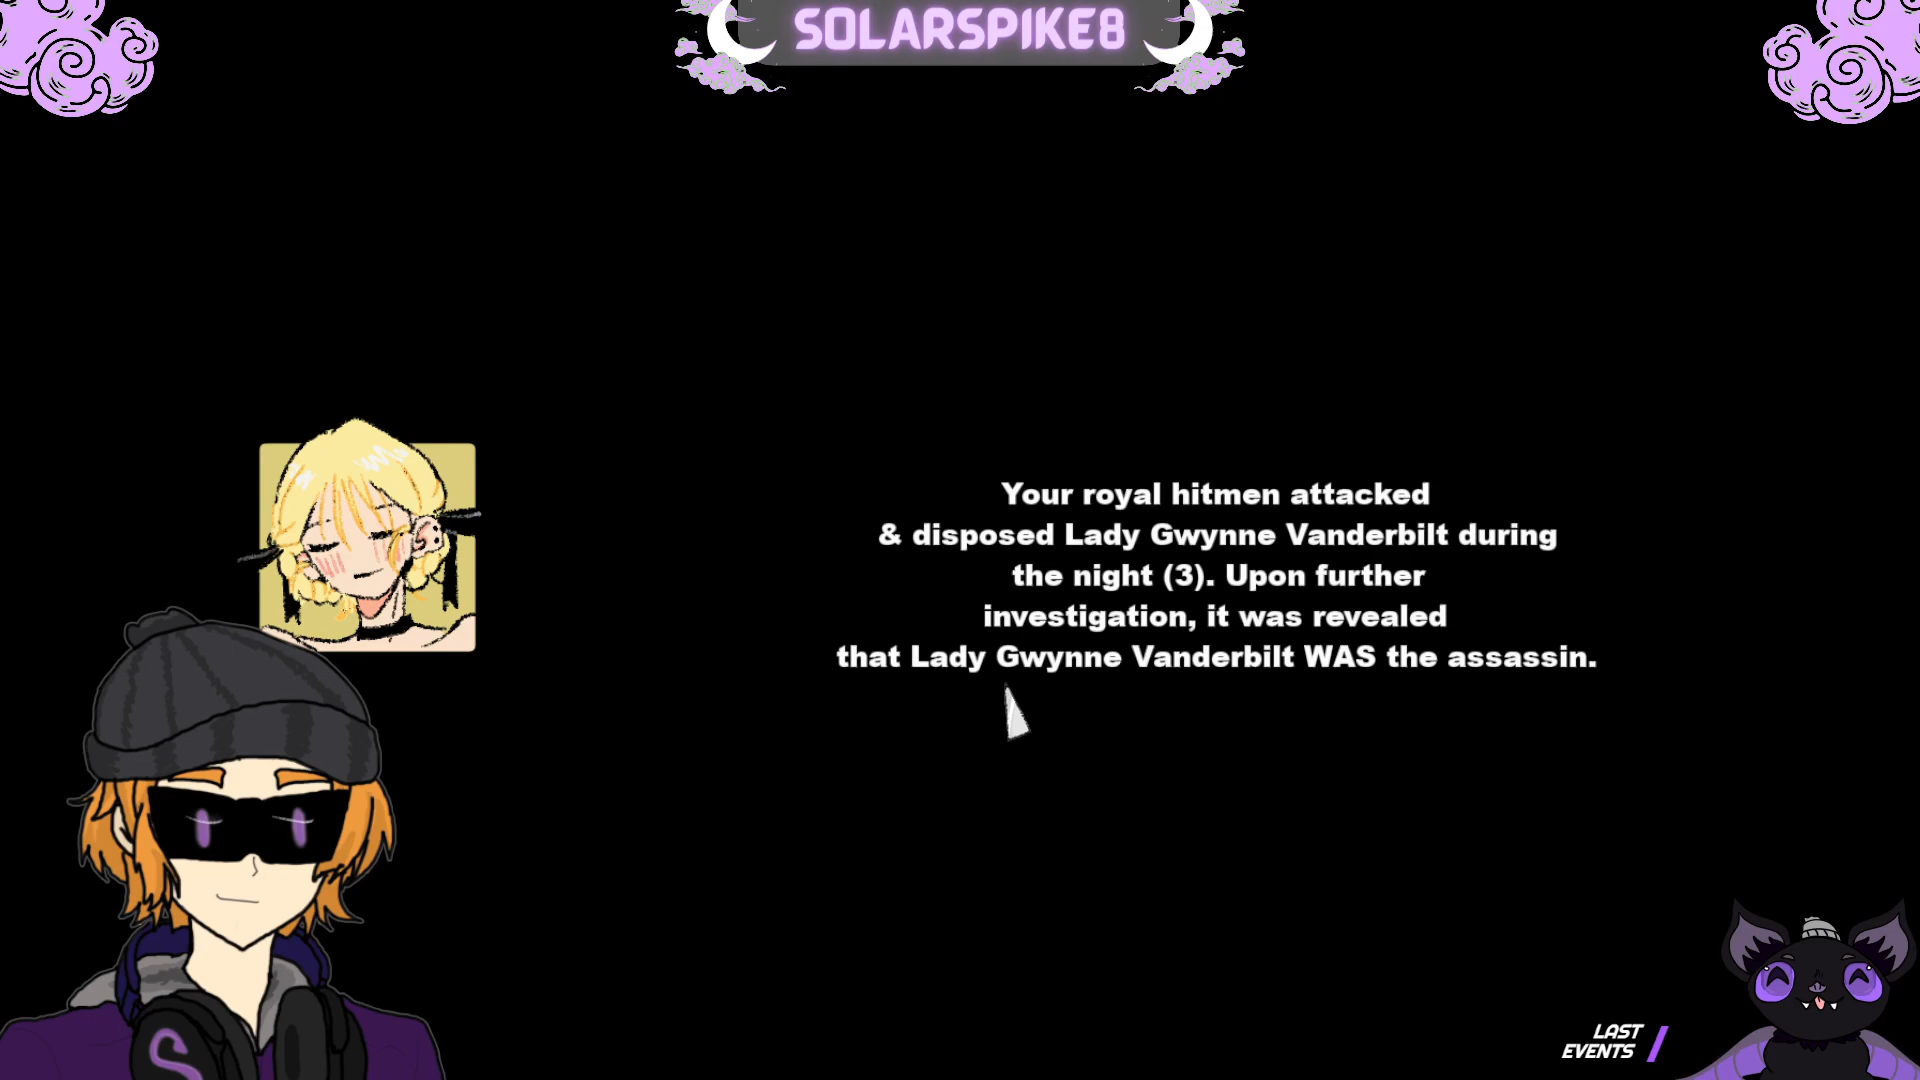 SOLARSPIKE8
Your royal hitmen attacked
& disposed Lady Gwynne Vanderbilt during
the night (3). Upon further
investigation, it was revealed
that Lady Gwynne Vanderbilt WAS the assassin.
LAST
EVENTS /